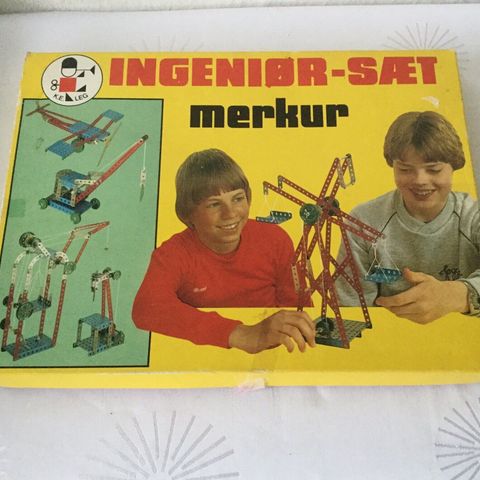 INGENIØR-SÆT
merkur
K.E. LEG